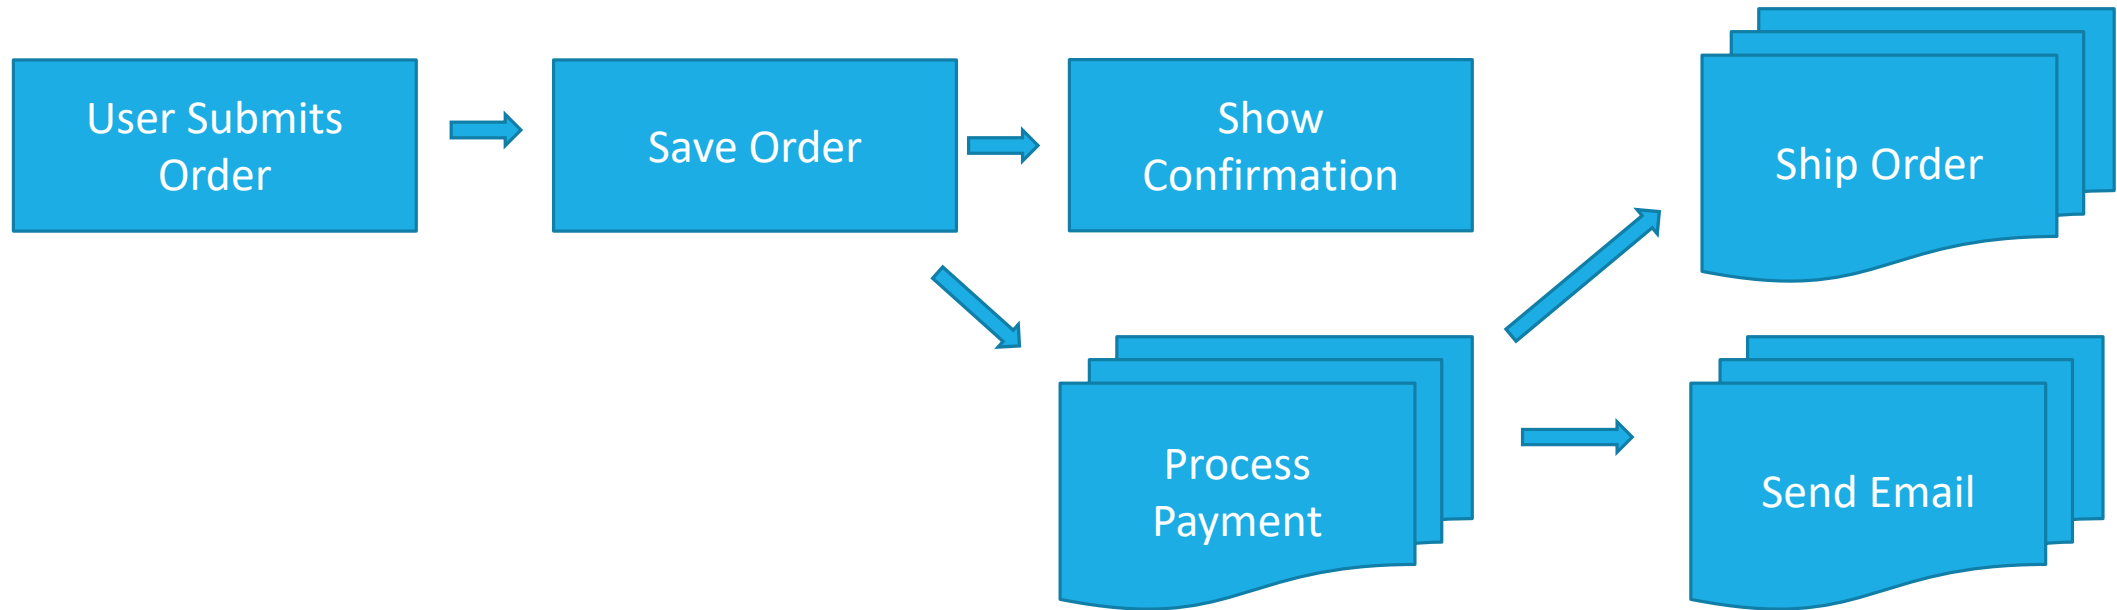 User Submits
Order
Save Order
Show
Confirmation
Ship Order
Process
Payment
Send Email